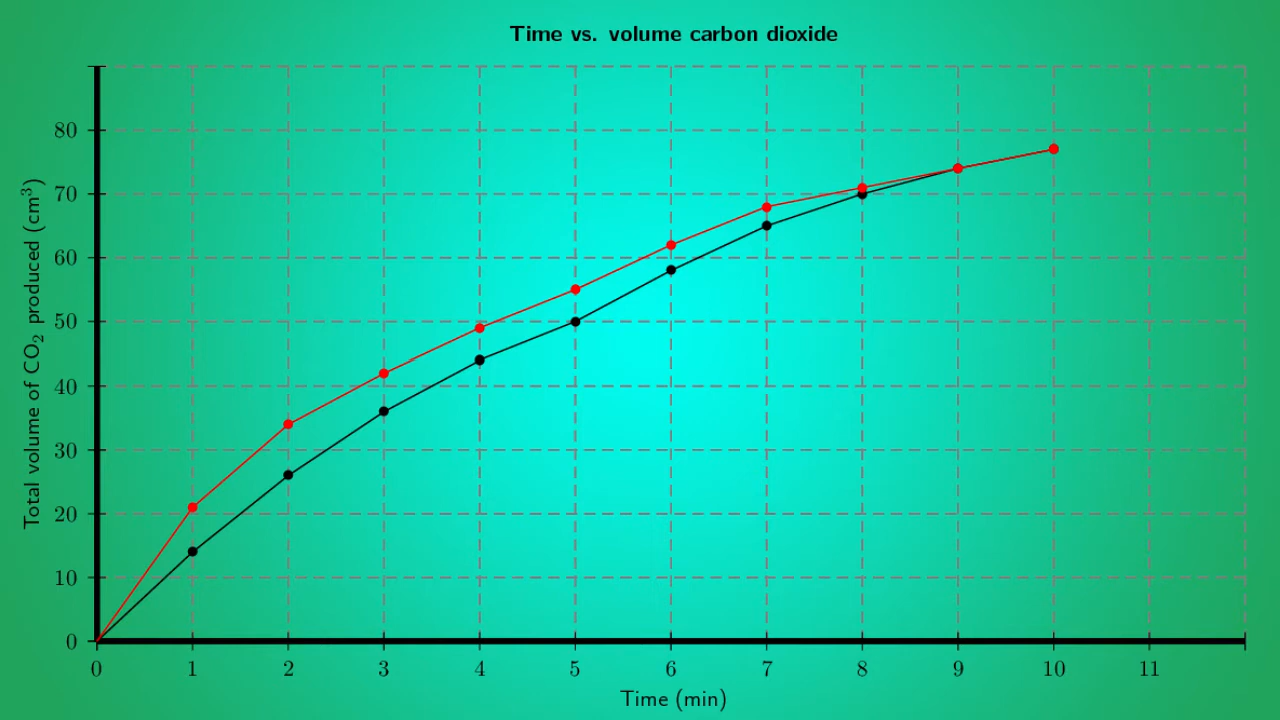 Time vs. volume carbon dioxide
Total volume of CO₂ produced (cm³)
80
70
60
50
40
30
20
10
0
0 1 2 3 4 5 6 7 8 9 10 11
Time (min)